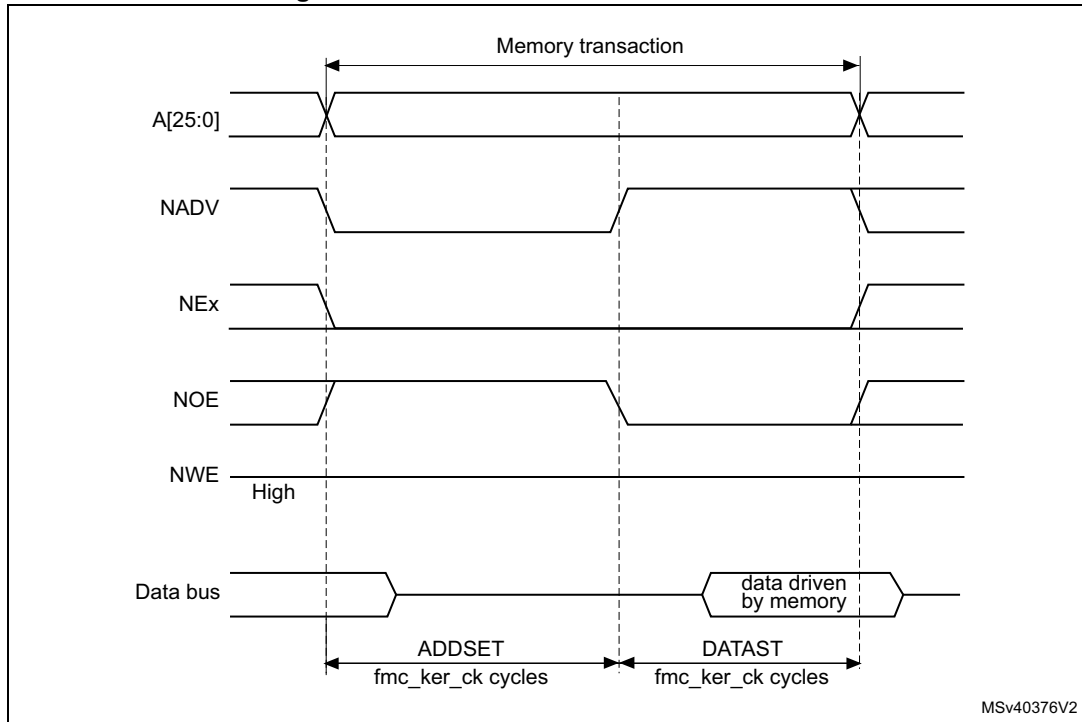 Memory transaction
A[25:0]
NADV
NEx
NOE
NWE
High
Data bus
data driven
by memory
ADDSET
DATAST
fmc_ker_ck cycles
fmc_ker_ck cycles
MSv40376V2